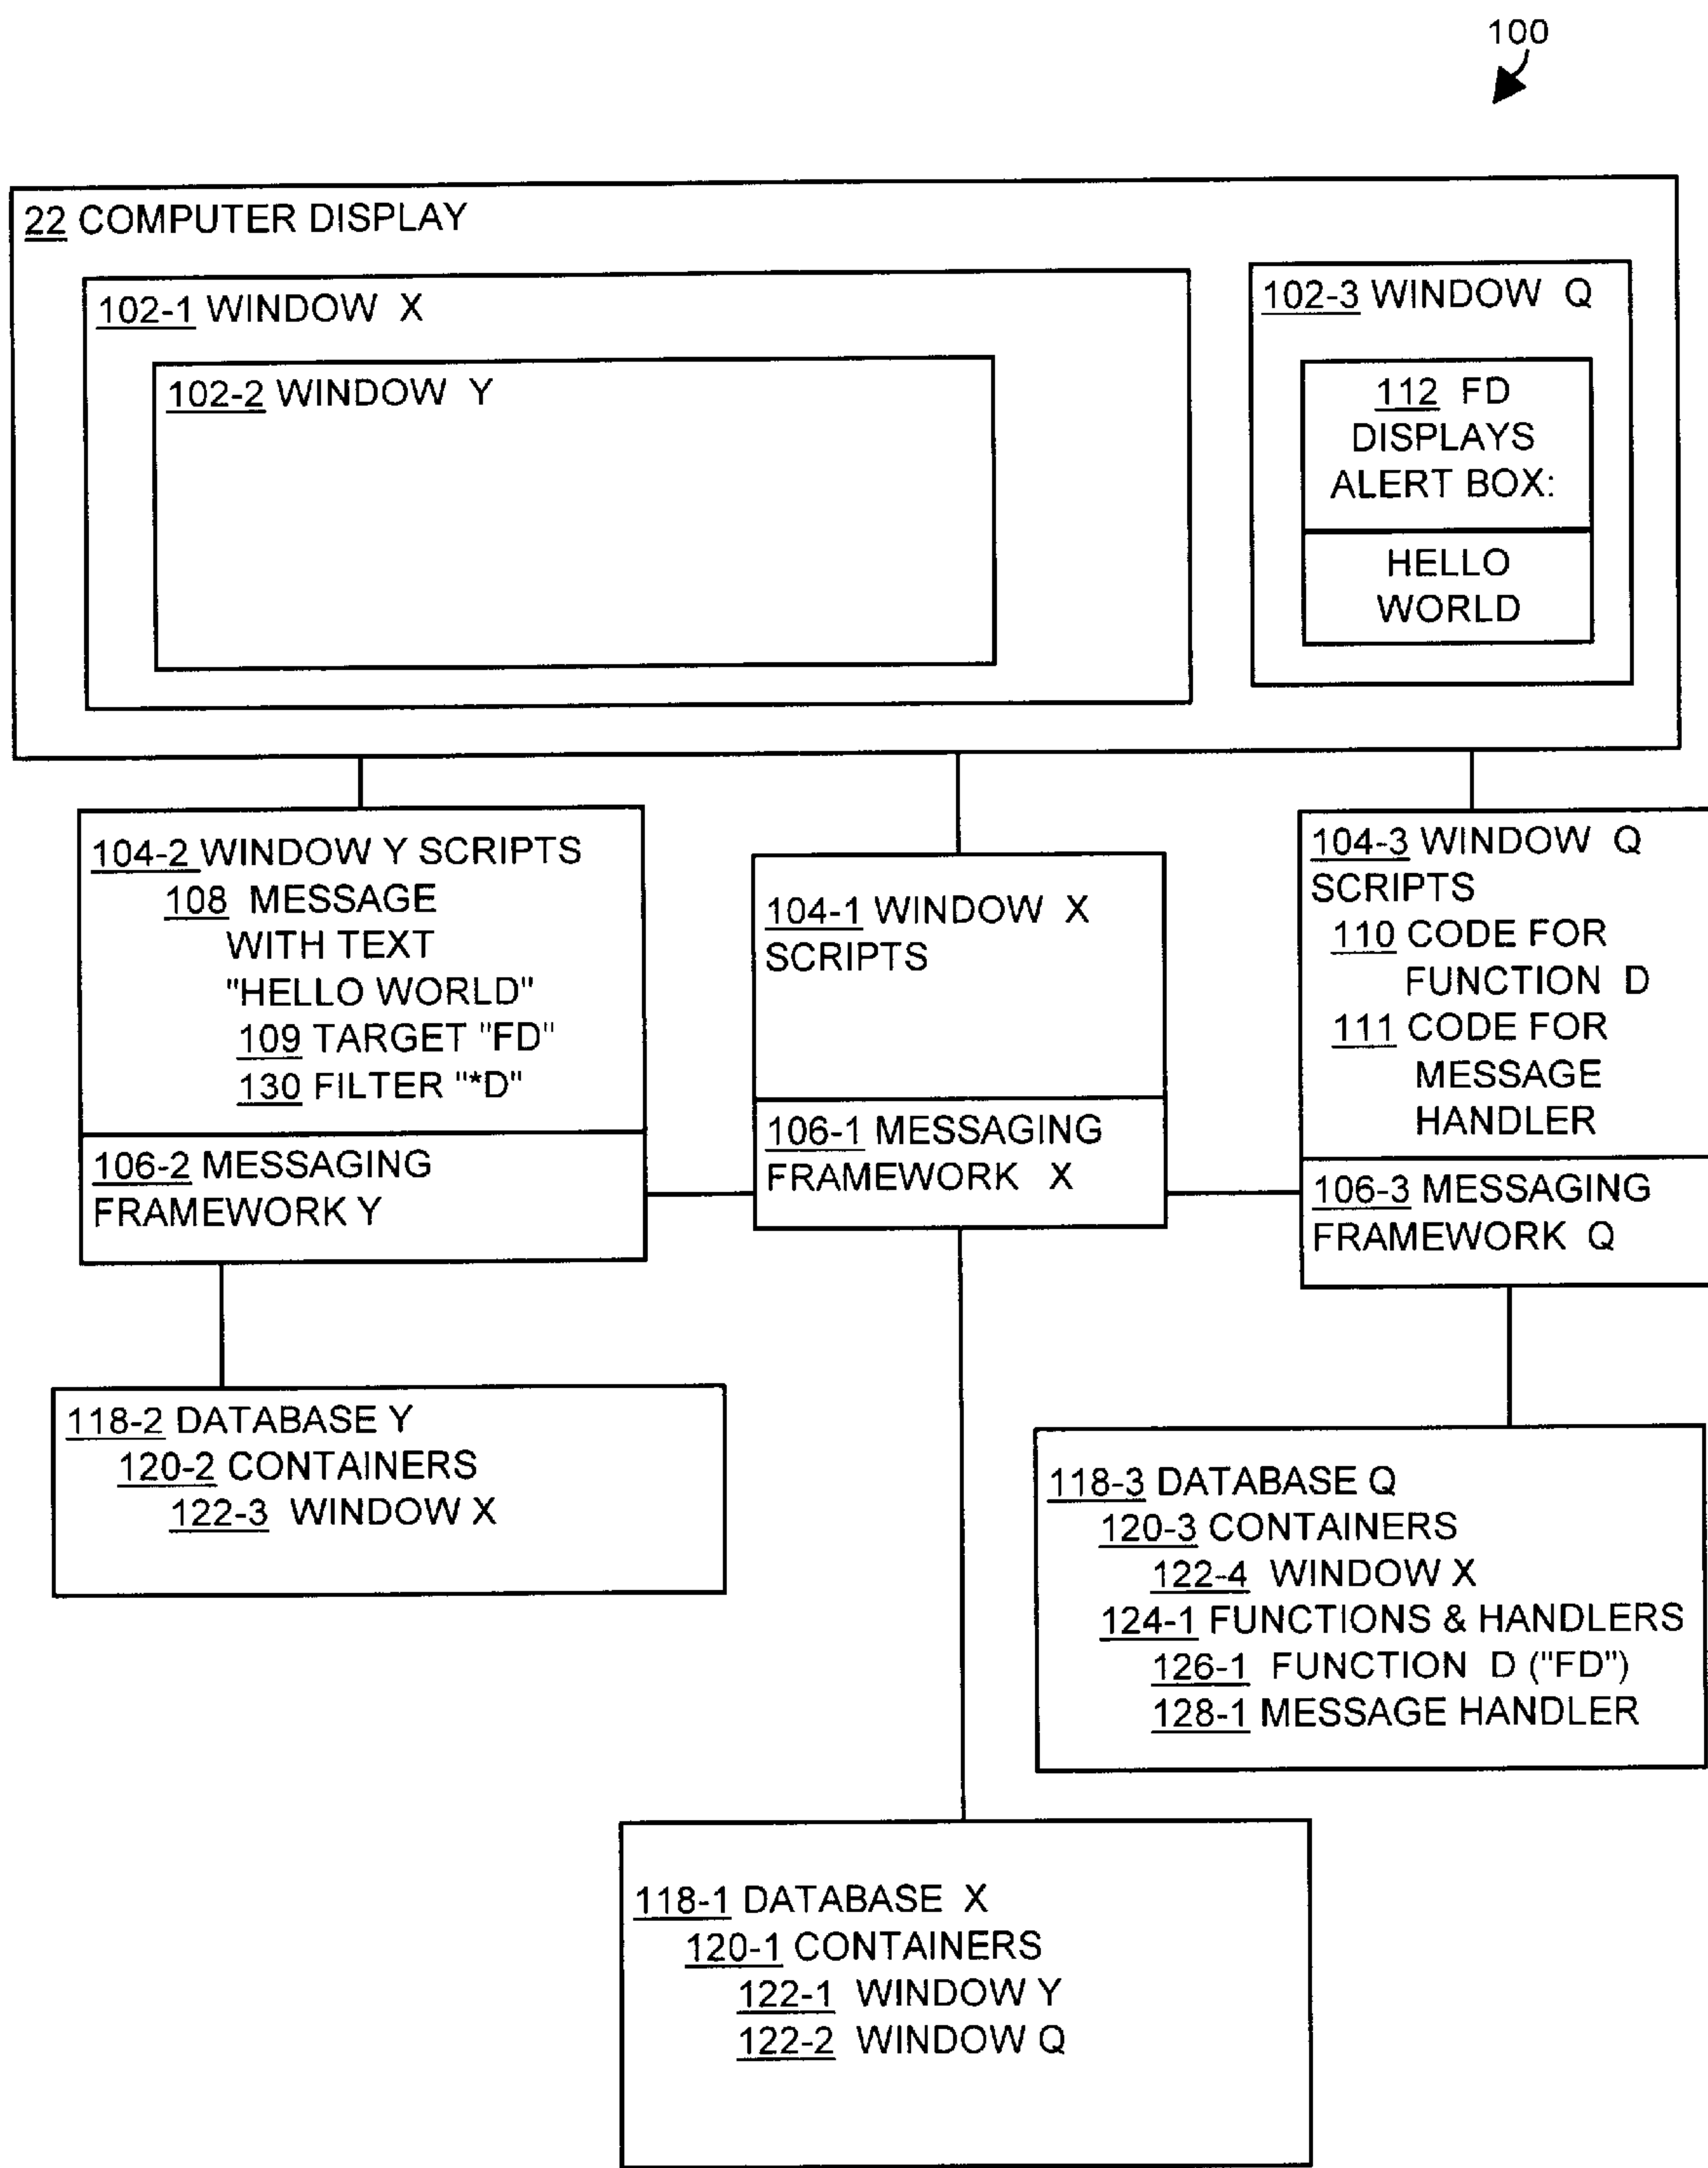 100
22 COMPUTER DISPLAY
102-1 WINDOW X
102-2 WINDOW Y
102-3 WINDOW Q
112 FD
DISPLAYS
ALERT BOX:
HELLO
WORLD
104-2 WINDOW Y SCRIPTS
108 MESSAGE
WITH TEXT
"HELLO WORLD"
109 TARGET "FD"
130 FILTER "*D"
106-2 MESSAGING
FRAMEWORK Y
104-1 WINDOW X
SCRIPTS
106-1 MESSAGING
FRAMEWORK X
104-3 WINDOW Q
SCRIPTS
110 CODE FOR
FUNCTION D
111 CODE FOR
MESSAGE
HANDLER
106-3 MESSAGING
FRAMEWORK Q
118-2 DATABASE Y
120-2 CONTAINERS
122-3 WINDOW X
118-3 DATABASE Q
120-3 CONTAINERS
122-4 WINDOW X
124-1 FUNCTIONS & HANDLERS
126-1 FUNCTION D ("FD")
128-1 MESSAGE HANDLER
118-1 DATABASE X
120-1 CONTAINERS
122-1 WINDOW Y
122-2 WINDOW Q